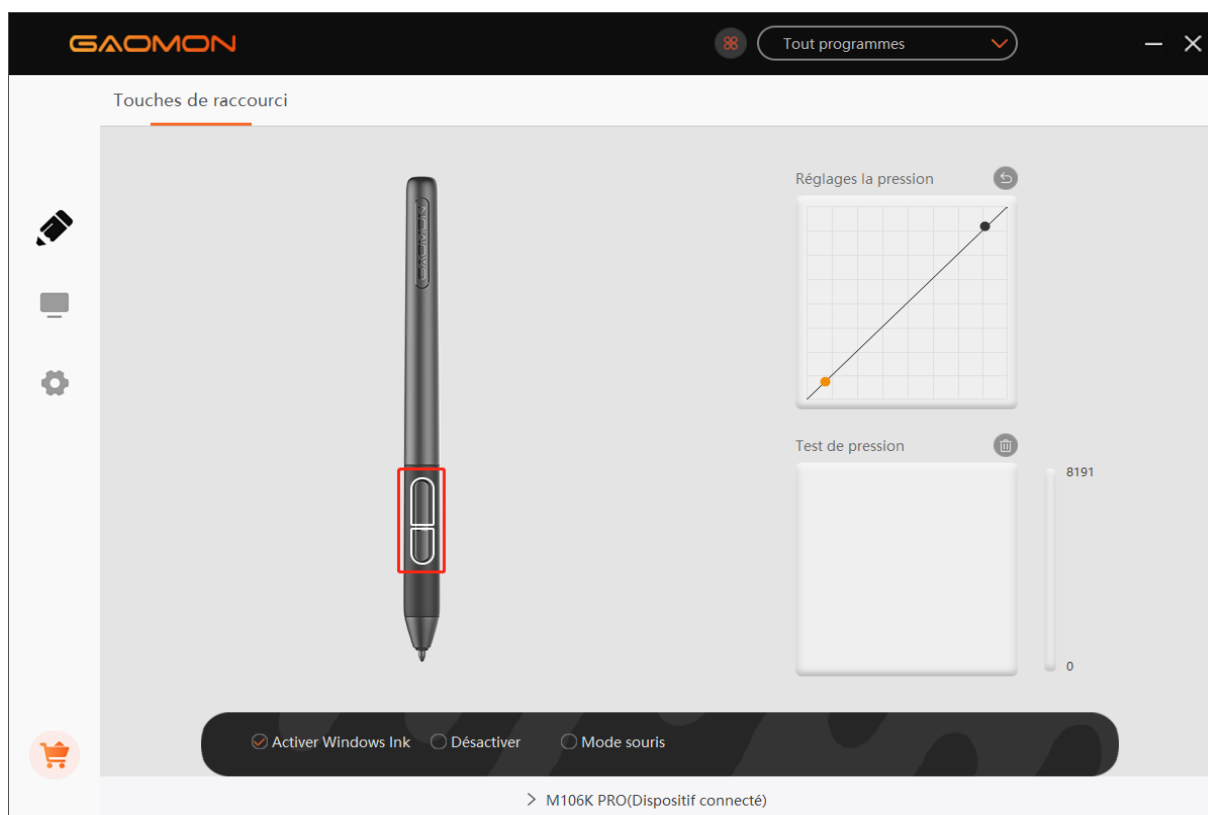 GAOMON
Tout programmes
Touches de raccourci
GAOMON
Réglages la pression
Test de pression
8191
0
Activer Windows Ink
Désactiver
Mode souris
M106K PRO(Dispositif connecté)